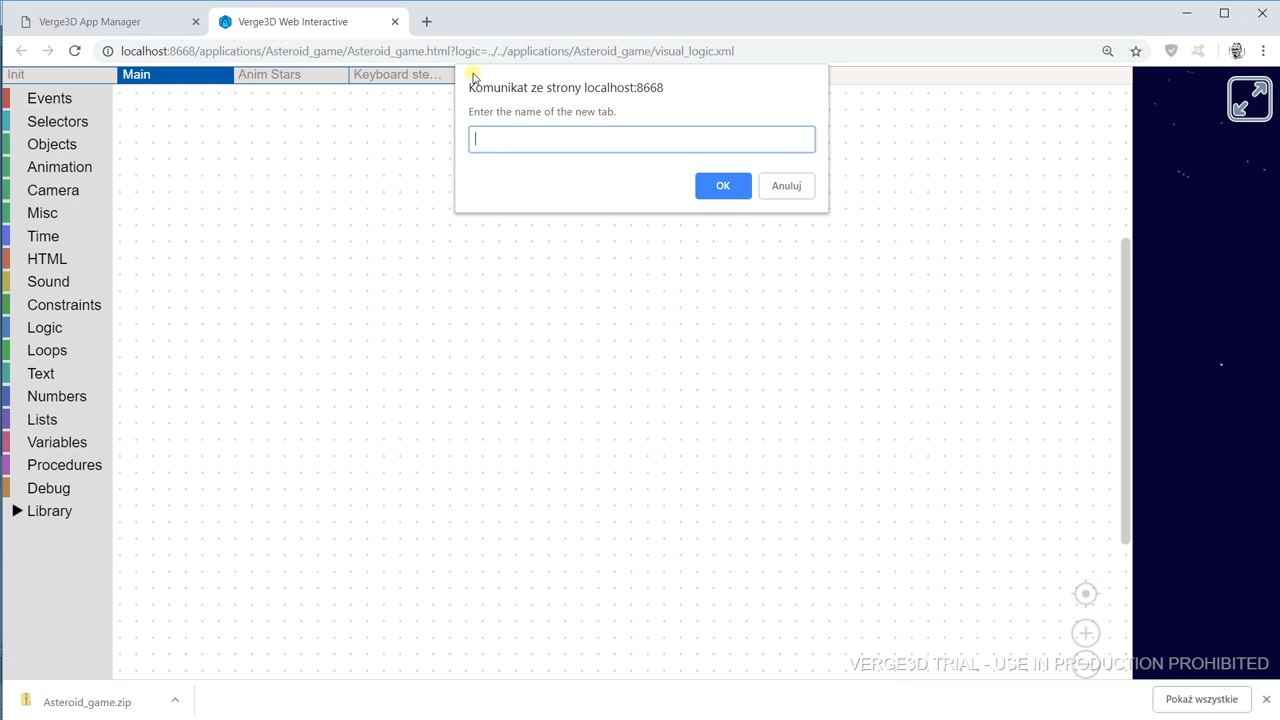 Verge3D App Manager
Verge3D Web Interactive
localhost:8668/applications/Asteroid_game/Asteroid_game.html?logic=../../applications/Asteroid_game/visual_logic.xml
Init
Main
Anim Stars
Keyboard ste...
Komunikat ze strony localhost:8668
Enter the name of the new tab.
OK
Anuluj
Events
Selectors
Objects
Animation
Camera
Misc
Time
HTML
Sound
Constraints
Logic
Loops
Text
Numbers
Lists
Variables
Procedures
Debug
Library
VERGE3D TRIAL - USE IN PRODUCTION PROHIBITED
Asteroid_game.zip
Pokaż wszystkie